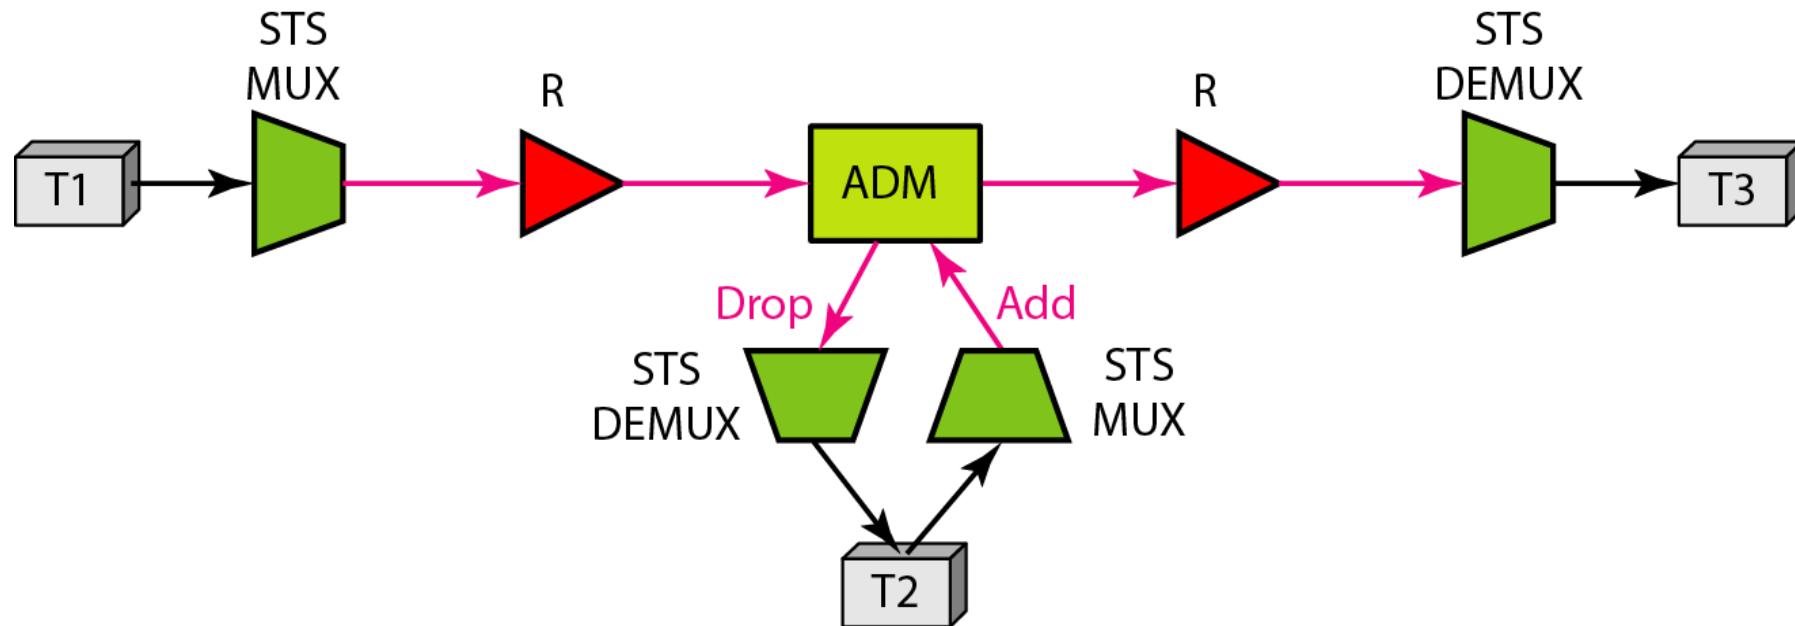 STS
MUX
R
R
STS
DEMUX
T1
ADM
T3
Drop
Add
STS
DEMUX
STS
MUX
T2